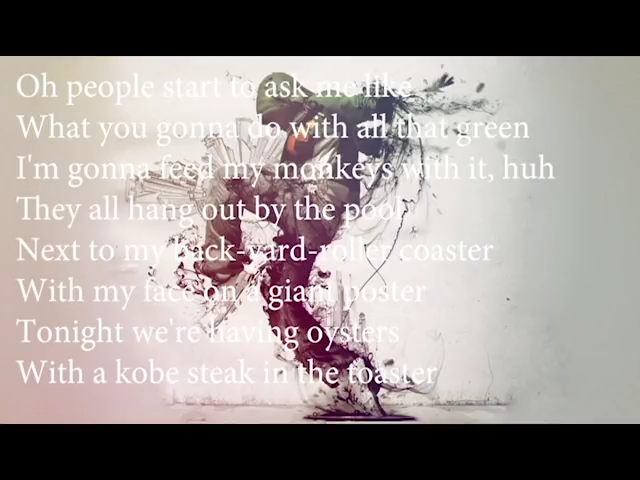 Oh people start to ask me like
What you gonna do with all that green
I'm gonna feed my monkeys with it, huh
They all hang out by the pool
Next to my back-yard-roller coaster
With my face on a giant poster
Tonight we're having oysters
With a kobe steak in the toaster